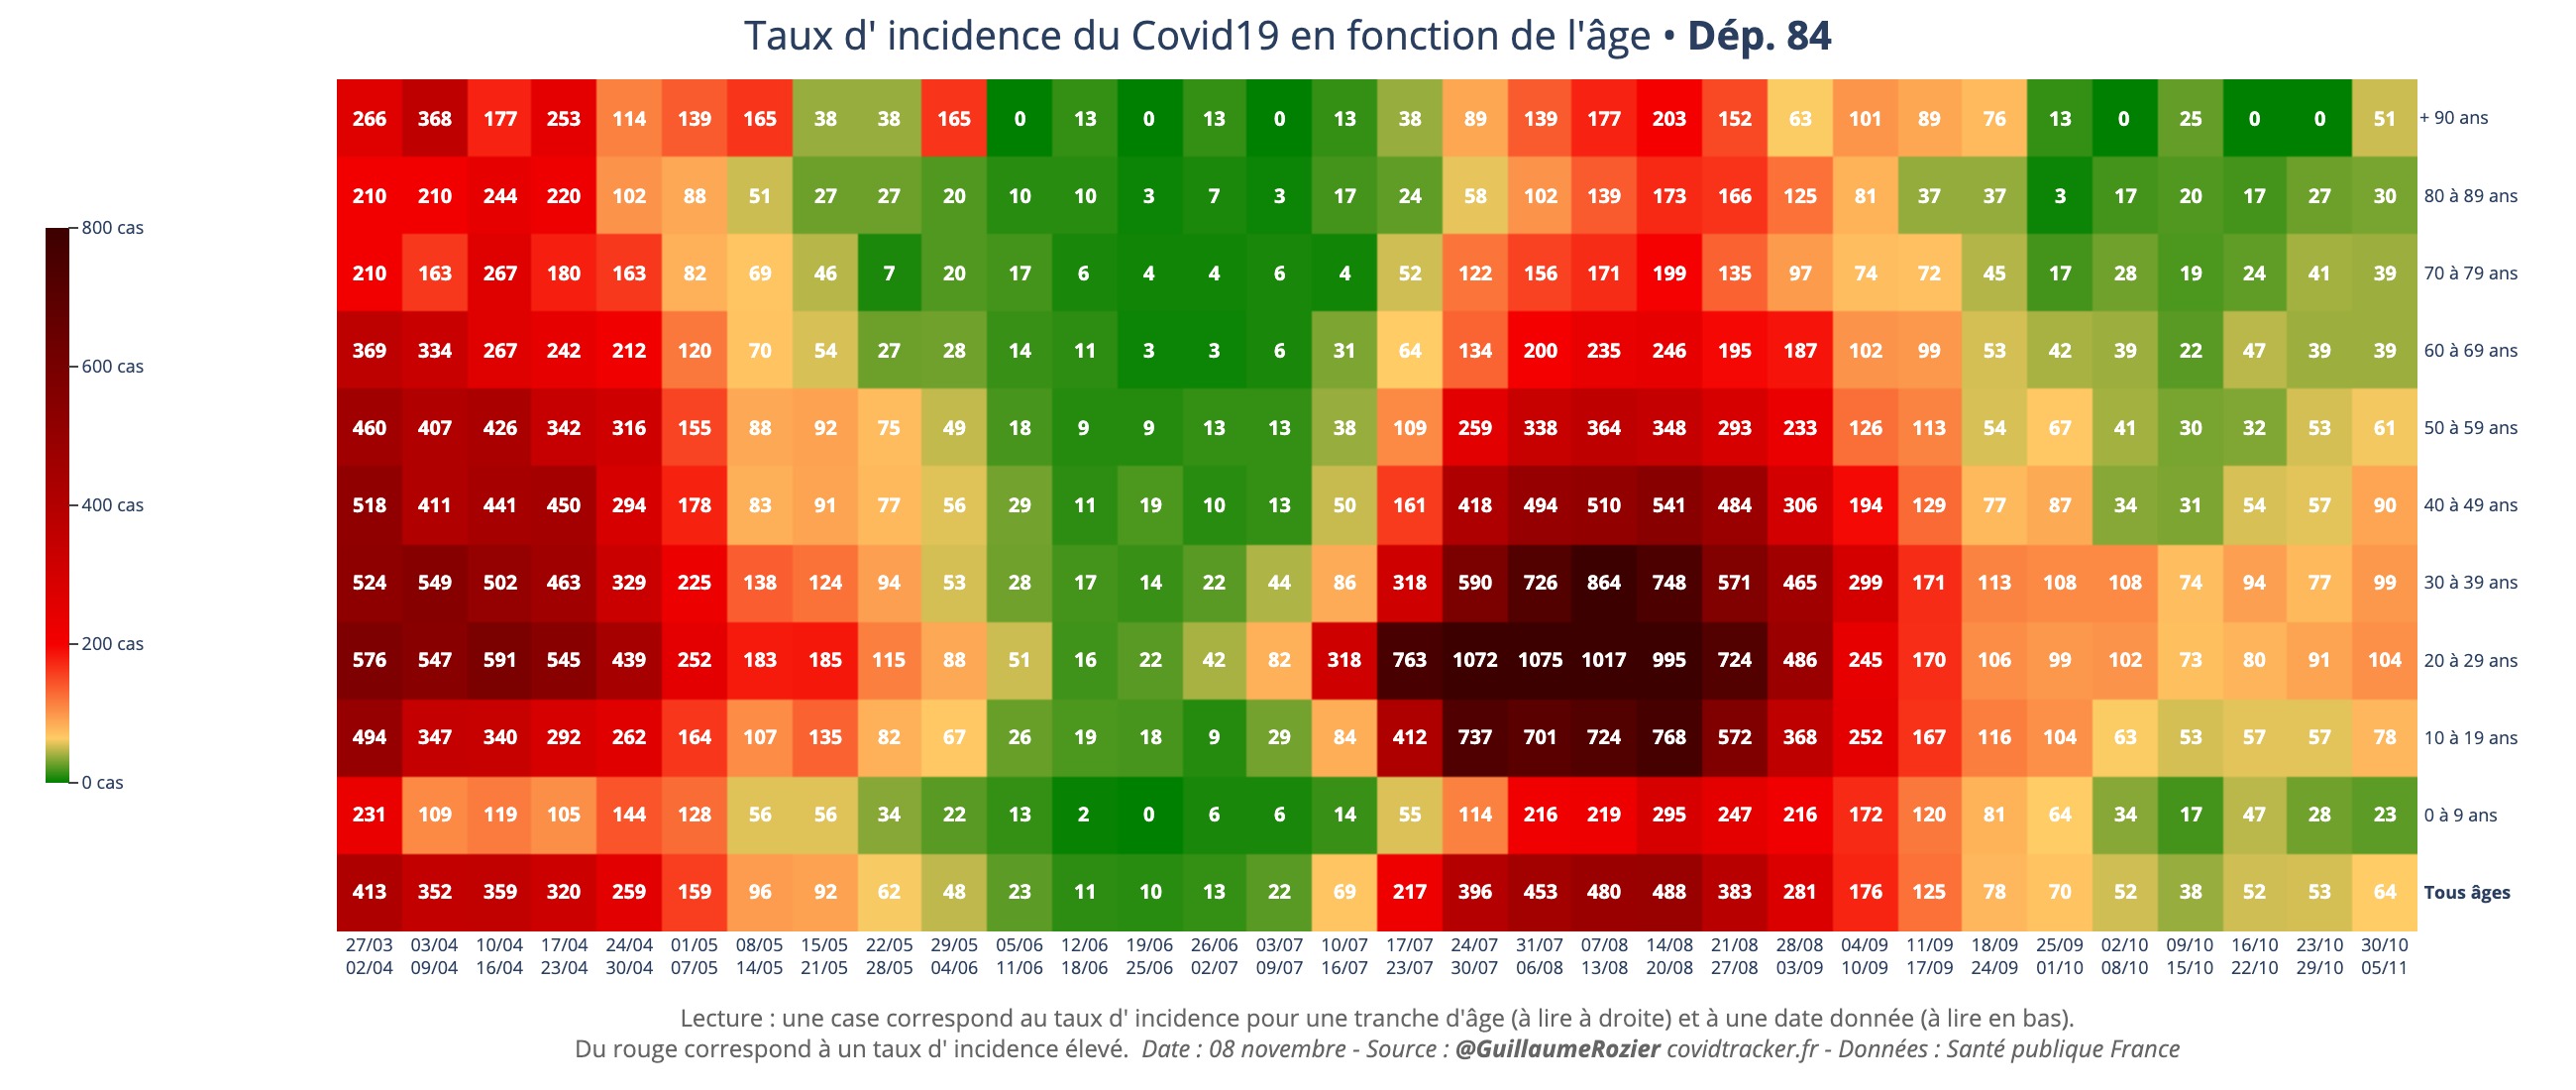 Taux d' incidence du Covid19 en fonction de l'âge • Dép. 84
800 cas
600 cas
400 cas
200 cas
0 cas
266 368 177 253 114 139 165 38 38 165 0 13 0 13 0 13 38 89 139 177 203 152 63 101 89 76 13 0 25 0 0 51 + 90 ans
210 210 244 220 102 88 51 27 27 20 10 10 3 7 3 17 24 58 102 139 173 166 125 81 37 37 3 17 20 17 27 30 80 à 89 ans
210 163 267 180 163 82 69 46 7 20 17 6 4 4 6 4 52 122 156 171 199 135 97 74 72 45 17 28 19 24 41 39 70 à 79 ans
369 334 267 242 212 120 70 54 27 28 14 11 3 3 6 31 64 134 200 235 246 195 187 102 99 53 42 39 22 47 39 39 60 à 69 ans
460 407 426 342 316 155 88 92 75 49 18 9 9 13 13 38 109 259 338 364 348 293 233 126 113 54 67 41 30 32 53 61 50 à 59 ans
518 411 441 450 294 178 83 91 77 56 29 11 19 10 13 50 161 418 494 510 541 484 306 194 129 77 87 34 31 54 57 90 40 à 49 ans
524 549 502 463 329 225 138 124 94 53 28 17 14 22 44 86 318 590 726 864 748 571 465 299 171 113 108 108 74 94 77 99 30 à 39 ans
576 547 591 545 439 252 183 185 115 88 51 16 22 42 82 318 763 1072 1075 1017 995 724 486 245 170 106 99 102 73 80 91 104 20 à 29 ans
494 347 340 292 262 164 107 135 82 67 26 19 18 9 29 84 412 737 701 724 768 572 368 252 167 116 104 63 53 57 57 78 10 à 19 ans
231 109 119 105 144 128 56 56 34 22 13 2 0 6 6 14 55 114 216 219 295 247 216 172 120 81 64 34 17 47 28 23 0 à 9 ans
413 352 359 320 259 159 96 92 62 48 23 11 10 13 22 69 217 396 453 480 488 383 281 176 125 78 70 52 38 52 53 64 Tous âges
27/03 03/04 10/04 17/04 24/04 01/05 08/05 15/05 22/05 29/05 05/06 12/06 19/06 26/06 03/07 10/07 17/07 24/07 31/07 07/08 14/08 21/08 28/08 04/09 11/09 18/09 25/09 02/10 09/10 16/10 23/10 30/10
02/04 09/04 16/04 23/04 30/04 07/05 14/05 21/05 28/05 04/06 11/06 18/06 25/06 02/07 09/07 16/07 23/07 30/07 06/08 13/08 20/08 27/08 03/09 10/09 17/09 24/09 01/10 08/10 15/10 22/10 29/10 05/11
Lecture : une case correspond au taux d' incidence pour une tranche d'âge (à lire à droite) et à une date donnée (à lire en bas).
Du rouge correspond à un taux d' incidence élevé. Date : 08 novembre - Source : @GuillaumeRozier covidtracker.fr - Données : Santé publique France